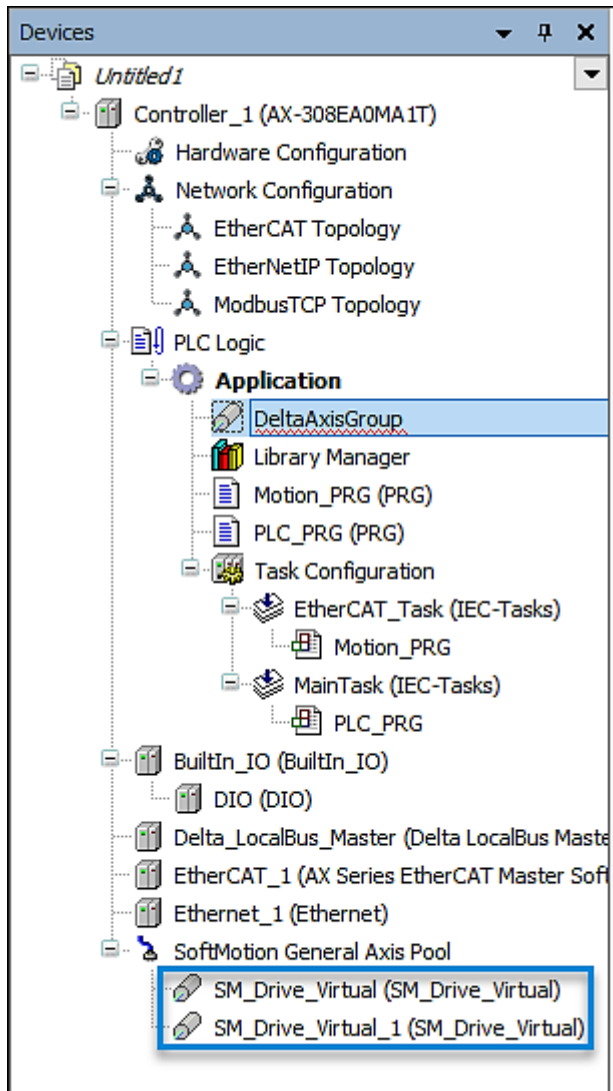 Devices
Untitled1
Controller_1 (AX-308EA0MA1T)
Hardware Configuration
Network Configuration
EtherCAT Topology
EtherNetIP Topology
ModbusTCP Topology
PLC Logic
Application
DeltaAxisGroup
Library Manager
Motion_PRG (PRG)
PLC_PRG (PRG)
Task Configuration
EtherCAT_Task (IEC-Tasks)
Motion_PRG
MainTask (IEC-Tasks)
PLC_PRG
BuiltIn_IO (BuiltIn_IO)
DIO (DIO)
Delta_LocalBus_Master (Delta LocalBus Maste
EtherCAT_1 (AX Series EtherCAT Master Soft
Ethernet_1 (Ethernet)
SoftMotion General Axis Pool
SM_Drive_Virtual (SM_Drive_Virtual)
SM_Drive_Virtual_1 (SM_Drive_Virtual)